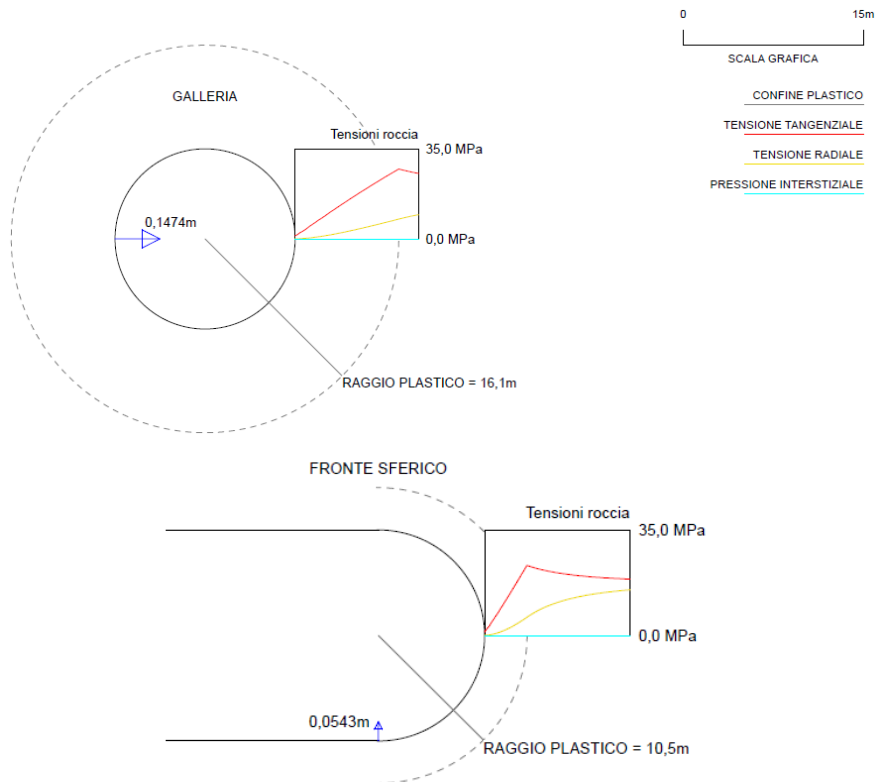 0 15m
SCALA GRAFICA
CONFINE PLASTICO
TENSIONE TANGENZIALE
TENSIONE RADIALE
PRESSIONE INTERSTIZIALE
GALLERIA
Tensioni roccia
35,0 MPa
0,1474m
0,0 MPa
RAGGIO PLASTICO = 16,1m
FRONTE SFERICO
Tensioni roccia
35,0 MPa
0,0 MPa
0,0543m
RAGGIO PLASTICO = 10,5m